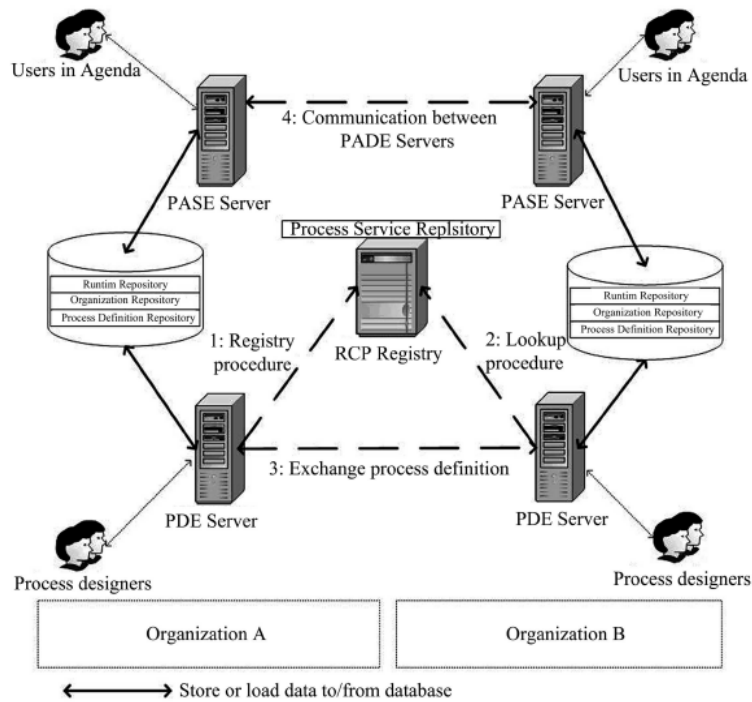 Users in Agenda
Users in Agenda
4: Communication between
PADE Servers
PASE Server
PASE Server
Process Service Replsitory
Runtim Repository
Organization Repository
Process Definition Repository
Runtim Repository
Organization Repository
Process Definition Repository
1: Registry
procedure
RCP Registry
2: Lookup
procedure
3: Exchange process definition
PDE Server
PDE Server
Process designers
Process designers
Organization A
Organization B
Store or load data to/from database